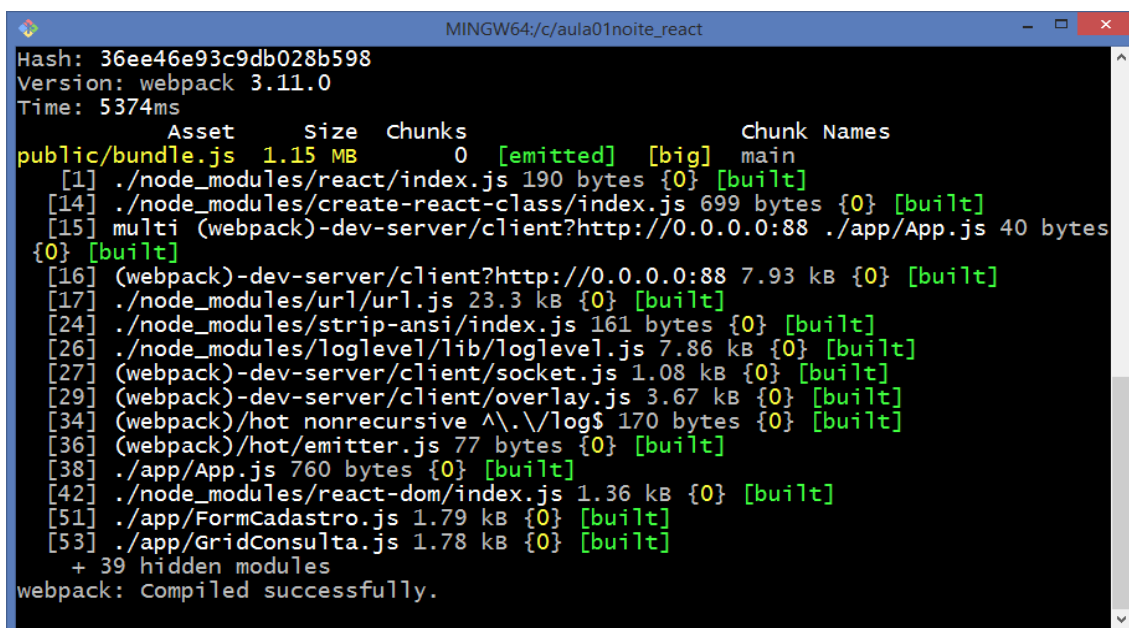 MINGW64:/c/aula01noite_react
Hash: 36ee46e93c9db028b598
Version: webpack 3.11.0
Time: 5374ms
Asset Size Chunks Chunk Names
public/bundle.js 1.15 MB 0 [emitted] [big] main
[1] ./node_modules/react/index.js 190 bytes {0} [built]
[14] ./node_modules/create-react-class/index.js 699 bytes {0} [built]
[15] multi (webpack)-dev-server/client?http://0.0.0.0:88 ./app/App.js 40 bytes
{0} [built]
[16] (webpack)-dev-server/client?http://0.0.0.0:88 7.93 kB {0} [built]
[17] ./node_modules/url/url.js 23.3 kB {0} [built]
[24] ./node_modules/strip-ansi/index.js 161 bytes {0} [built]
[26] ./node_modules/loglevel/lib/loglevel.js 7.86 kB {0} [built]
[27] (webpack)-dev-server/client/socket.js 1.08 kB {0} [built]
[29] (webpack)-dev-server/client/overlay.js 3.67 kB {0} [built]
[34] (webpack)/hot nonrecursive ^\.\/log$ 170 bytes {0} [built]
[36] (webpack)/hot/emitter.js 77 bytes {0} [built]
[38] ./app/App.js 760 bytes {0} [built]
[42] ./node_modules/react-dom/index.js 1.36 kB {0} [built]
[51] ./app/FormCadastro.js 1.79 kB {0} [built]
[53] ./app/GridConsulta.js 1.78 kB {0} [built]
+ 39 hidden modules
webpack: Compiled successfully.